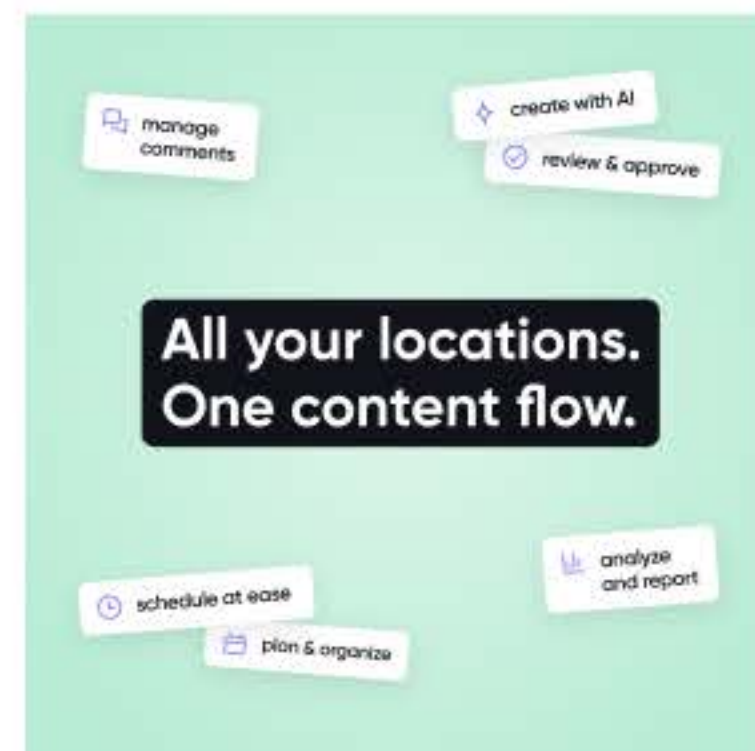 manage
comments
create with AI
review & approve
All your locations.
One content flow.
analyze
and report
schedule at ease
plan & organize